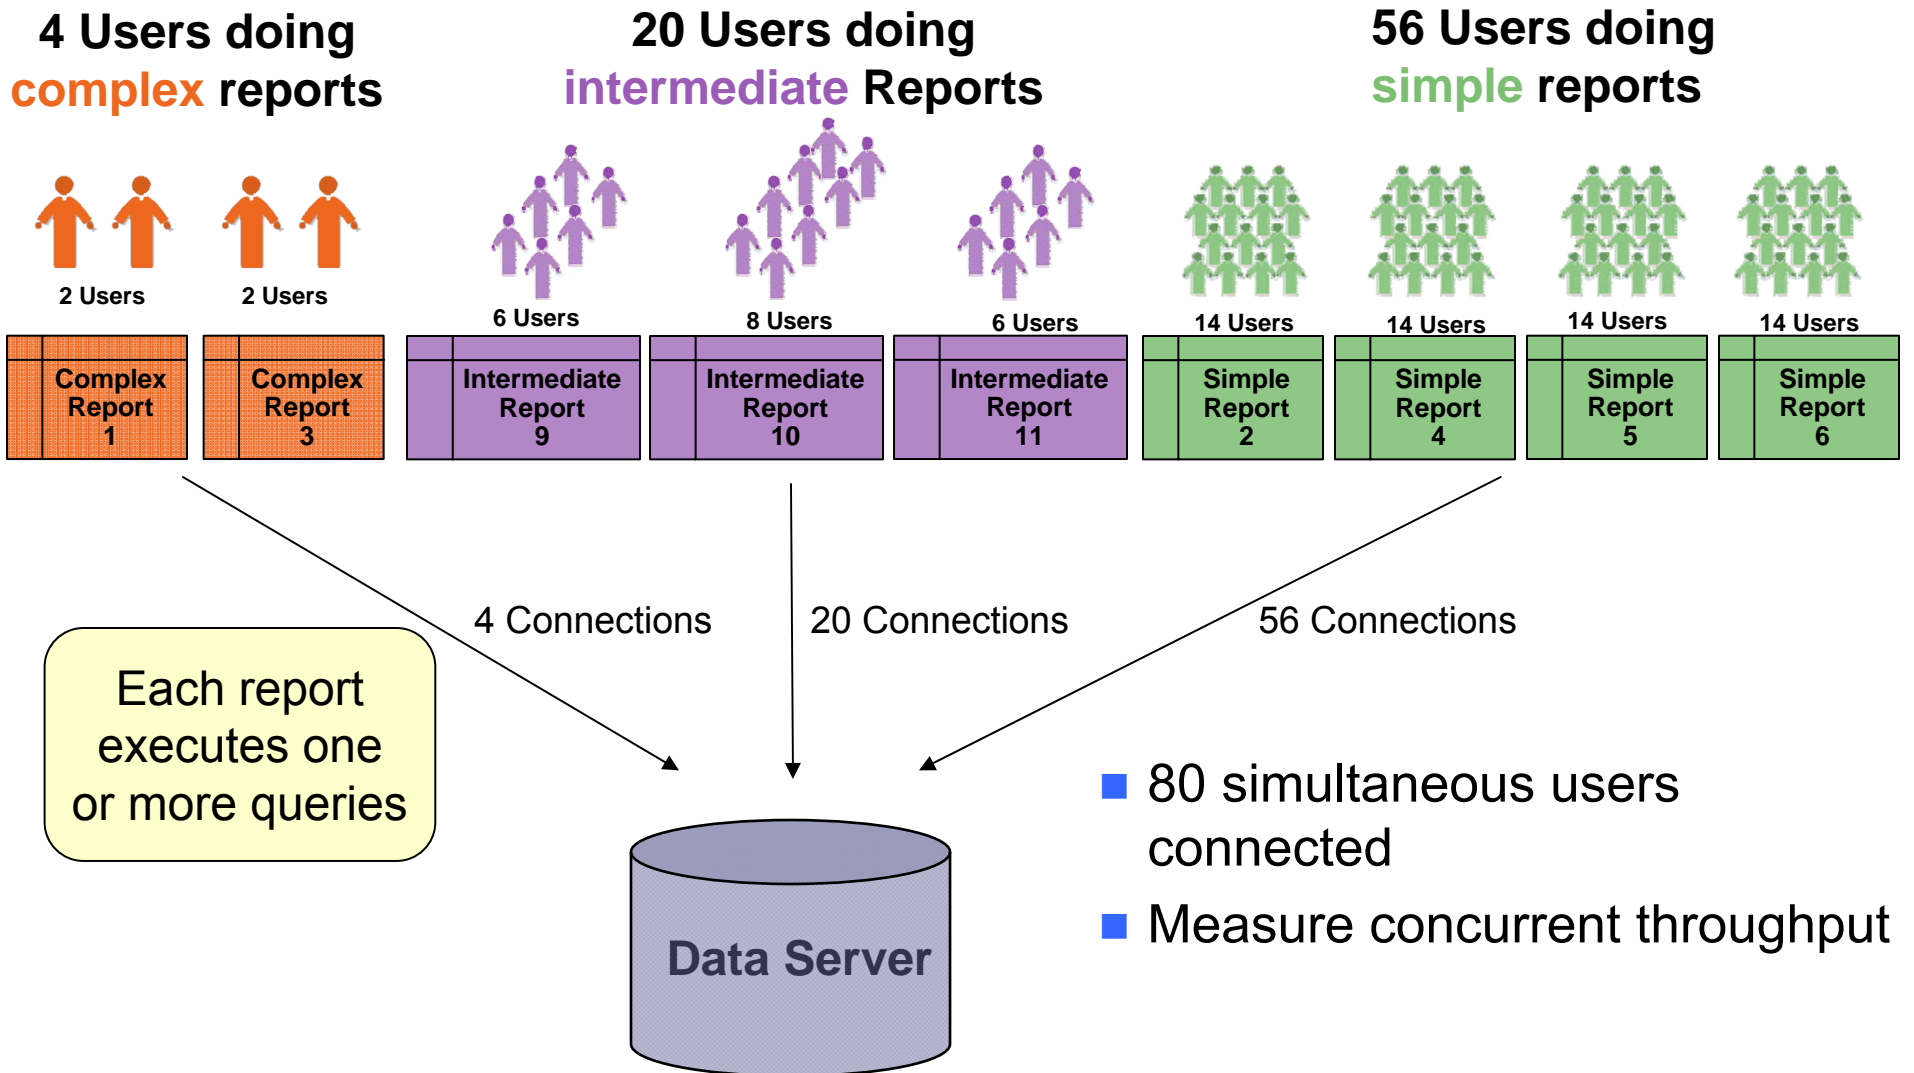 4 Users doing
complex reports
20 Users doing
intermediate Reports
56 Users doing
simple reports
2 Users
2 Users
6 Users
8 Users
6 Users
14 Users
14 Users
14 Users
14 Users
Complex
Report
1
Complex
Report
3
Intermediate
Report
9
Intermediate
Report
10
Intermediate
Report
11
Simple
Report
2
Simple
Report
4
Simple
Report
5
Simple
Report
6
4 Connections
20 Connections
56 Connections
Each report
executes one
or more queries
80 simultaneous users
connected
Measure concurrent throughput
Data Server